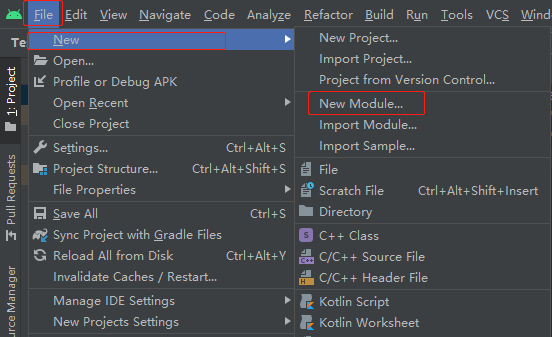 File Edit View Navigate Code Analyze Refactor Build Run Tools VCS Wind
Te
1: Project
Pull Requests
urce Manager
New
Open...
Profile or Debug APK
Open Recent
Close Project
Settings... Ctrl+Alt+S
Project Structure... Ctrl+Alt+Shift+S
File Properties
Save All Ctrl+S
Sync Project with Gradle Files
Reload All from Disk Ctrl+Alt+Y
Invalidate Caches / Restart...
Manage IDE Settings
New Projects Settings
New Project...
Import Project...
Project from Version Control...
New Module...
Import Module...
Import Sample...
File
Scratch File Ctrl+Alt+Shift+Insert
Directory
S C++ Class
C++ C/C++ Source File
H C/C++ Header File
Kotlin Script
Kotlin Worksheet